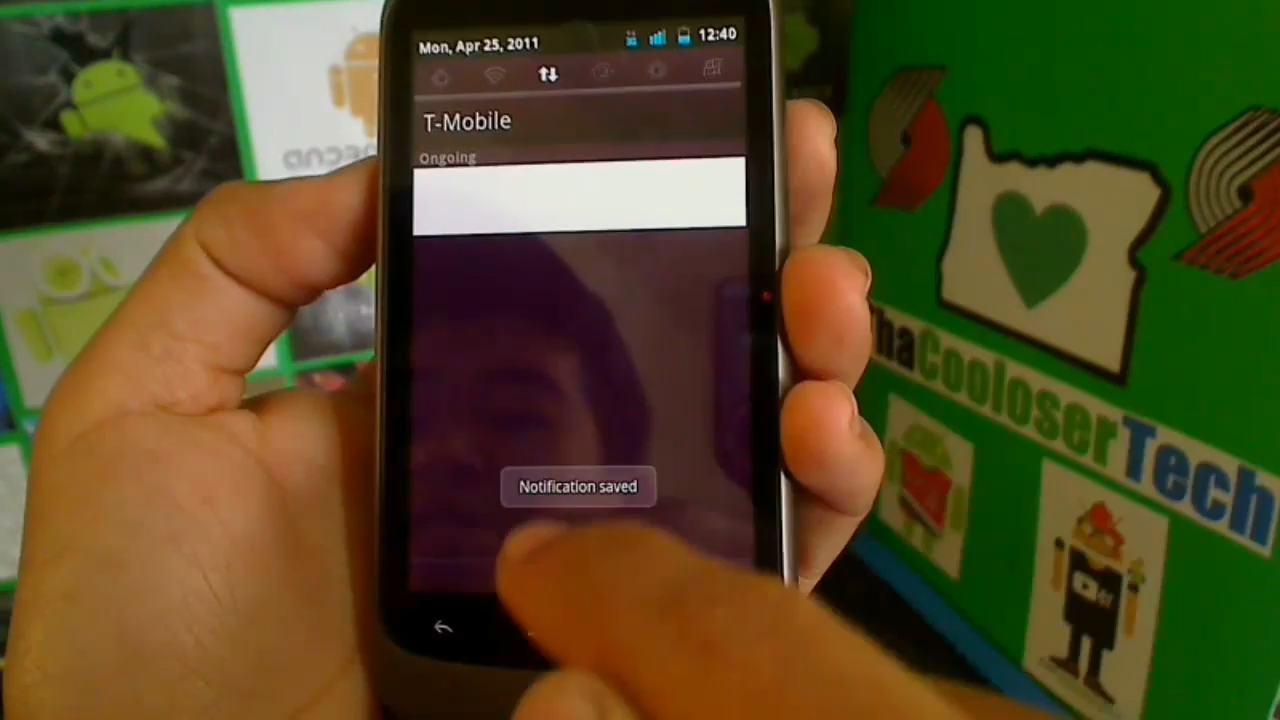 Mon, Apr 25, 2011
12:40
T-Mobile
Ongoing
Notification saved
ThaCooloserTech